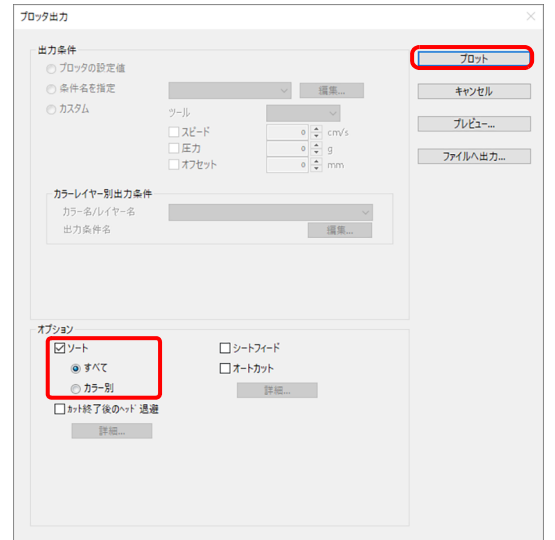 プロッタ出力
出力条件
プロッタの設定値
条件名を指定
編集...
カスタム
ツール
スピード
0
cm/s
圧力
0
g
オフセット
0
mm
カラーレイヤー別出力条件
カラー名/レイヤー名
出力条件名
編集...
プロット
キャンセル
プレビュー...
ファイルへ出力...
オプション
ソート
すべて
カラー別
カット終了後のヘッド退避
詳細...
シートフィード
オートカット
詳細...